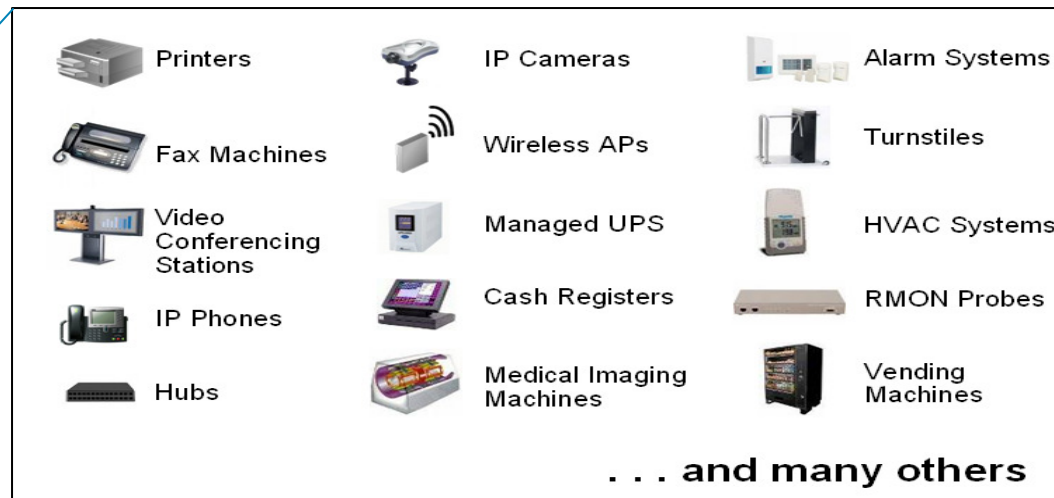 Printers
Fax Machines
Video
Conferencing
Stations
IP Phones
Hubs
IP Cameras
Wireless APs
Managed UPS
Cash Registers
Medical Imaging
Machines
Alarm Systems
Turnstiles
HVAC Systems
RMON Probes
Vending
Machines
. . . and many others